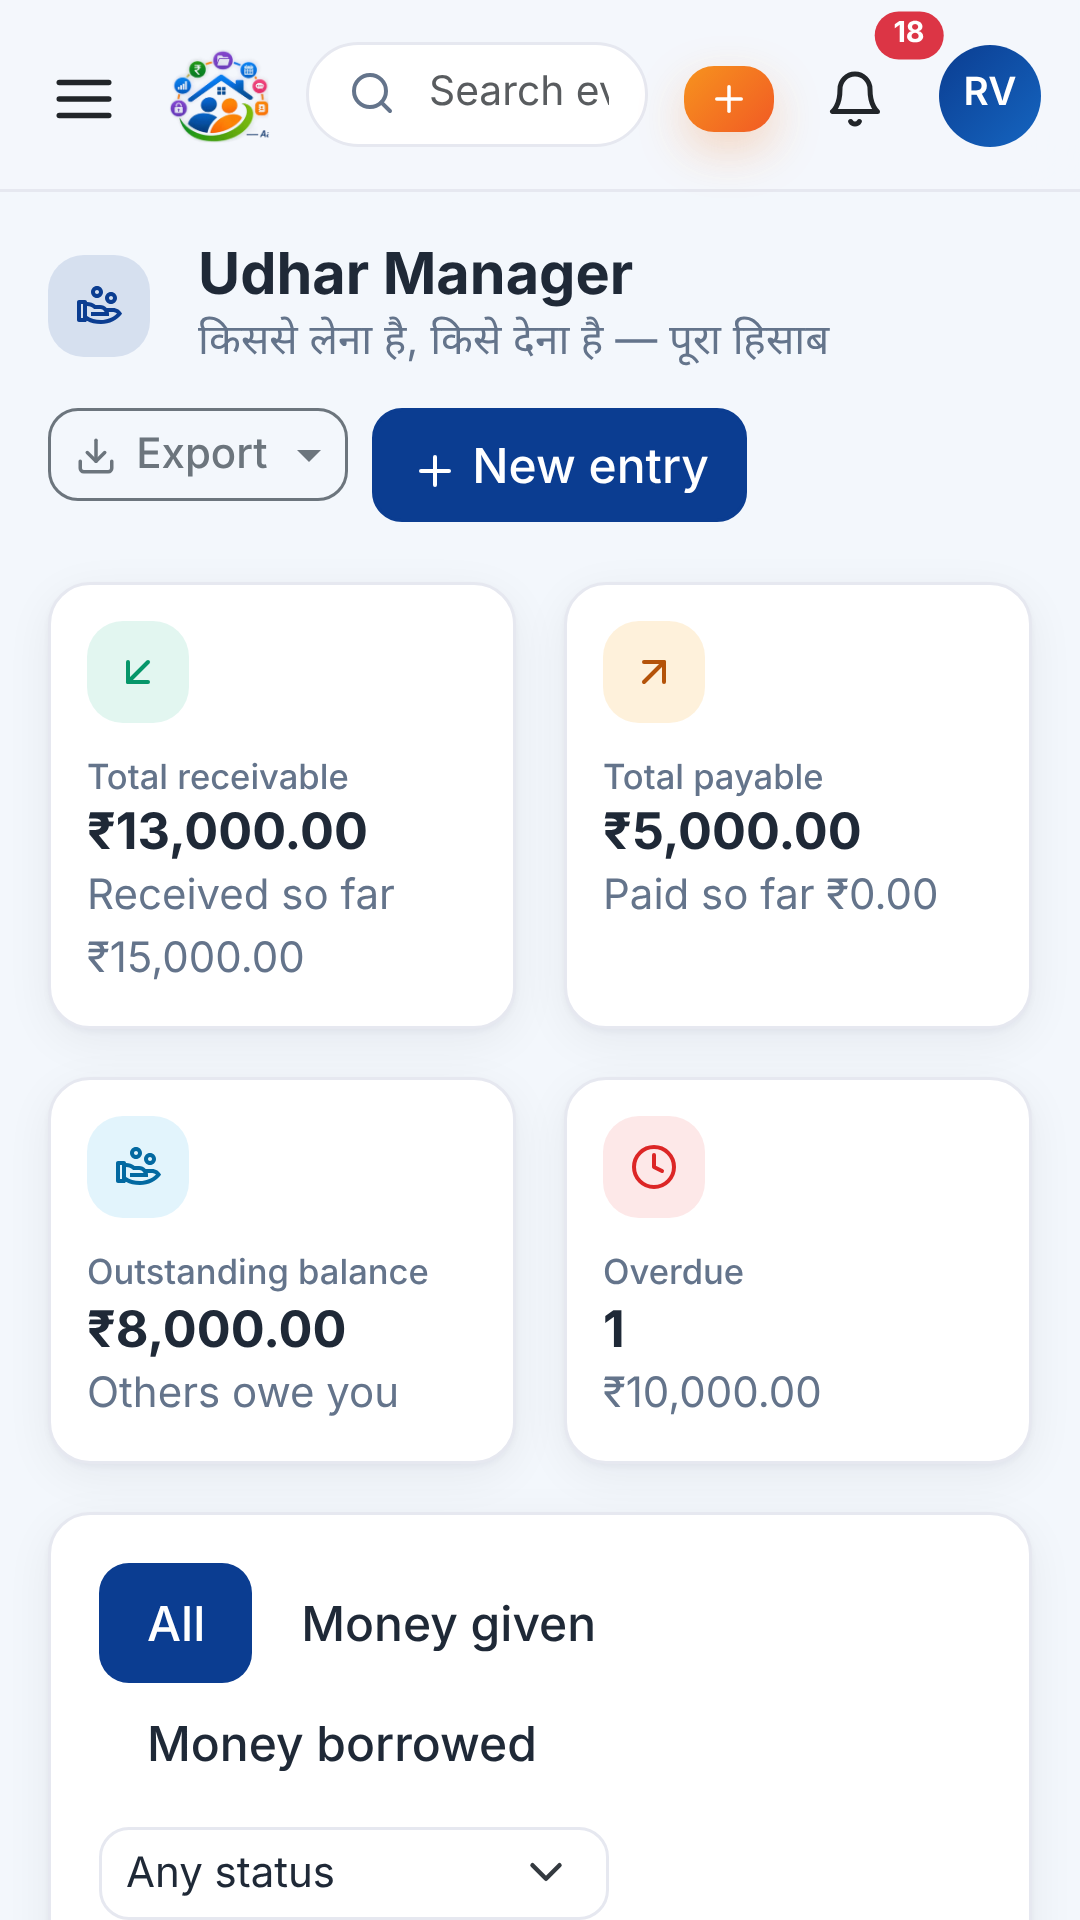 Search ev
18
RV
Udhar Manager
किससे लेना है, किसे देना है — पूरा हिसाब
Export
+ New entry
Total receivable
₹13,000.00
Received so far
₹15,000.00
Total payable
₹5,000.00
Paid so far ₹0.00
Outstanding balance
₹8,000.00
Others owe you
Overdue
1
₹10,000.00
All
Money given
Money borrowed
Any status